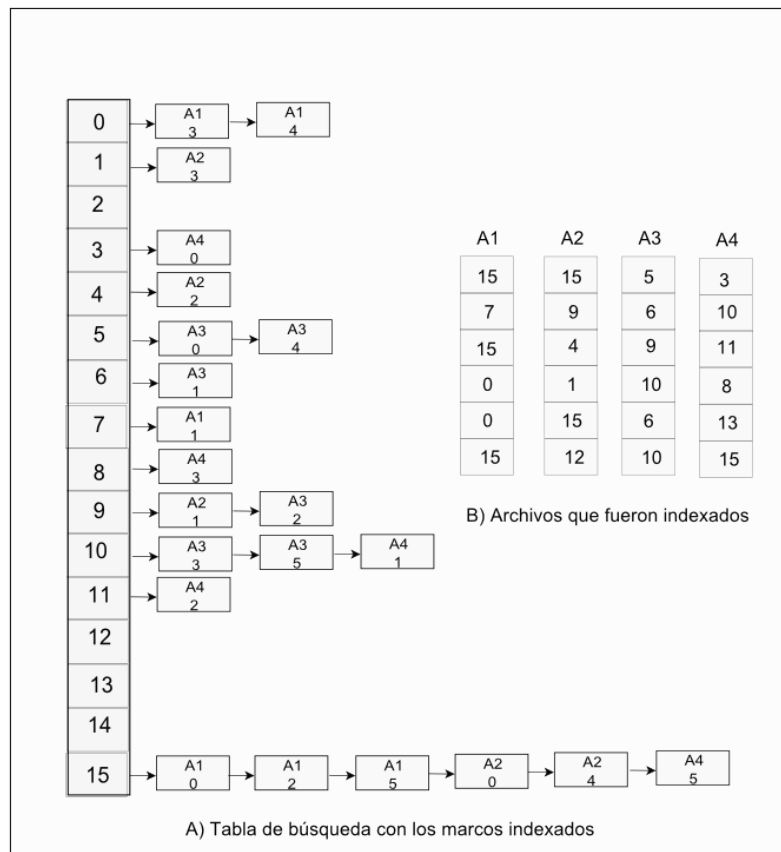 0 A1 3 A1 4
1 A2 3
2
3 A4 0
4 A2 2
5 A3 0 A3 4
6 A3 1
7 A1 1
8 A4 3
9 A2 1 A3 2
10 A3 3 A3 5 A4 1
11 A4 2
12
13
14
15 A1 0 A1 2 A1 5 A2 0 A2 4 A4 5
A) Tabla de búsqueda con los marcos indexados
A1 A2 A3 A4
15 15 5 3
7 9 6 10
15 4 9 11
0 1 10 8
0 15 6 13
15 12 10 15
B) Archivos que fueron indexados